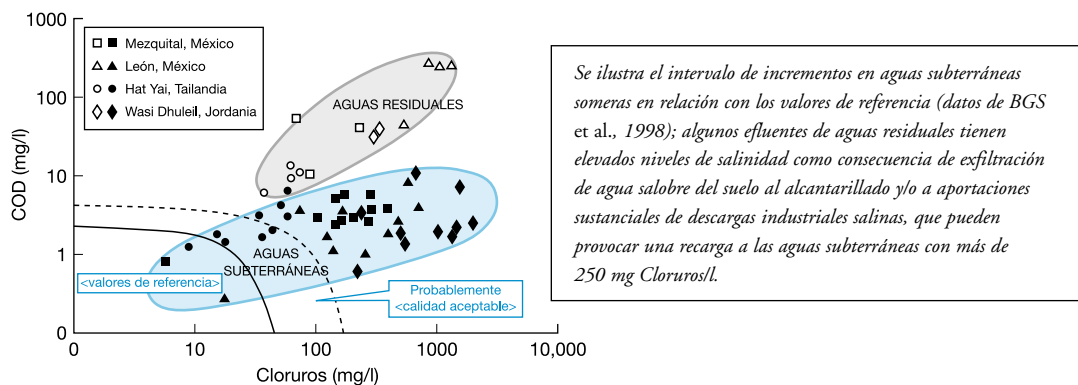 1000
100
10
1
0
COD (mg/l)
Mezquital, México
León, México
Hat Yai, Tailandia
Wasi Dhuleil, Jordania
AGUAS RESIDUALES
AGUAS
SUBTERRÁNEAS
<valores de referencia>
Probablemente
<calidad aceptable>
0
10
100
1000
10,000
Cloruros (mg/l)
Se ilustra el intervalo de incrementos en aguas subterráneas
someras en relación con los valores de referencia (datos de BGS
et al., 1998); algunos efluentes de aguas residuales tienen
elevados niveles de salinidad como consecuencia de exfiltración
de agua salobre del suelo al alcantarillado y/o a aportaciones
sustanciales de descargas industriales salinas, que pueden
provocar una recarga a las aguas subterráneas con más de
250 mg Cloruros/l.